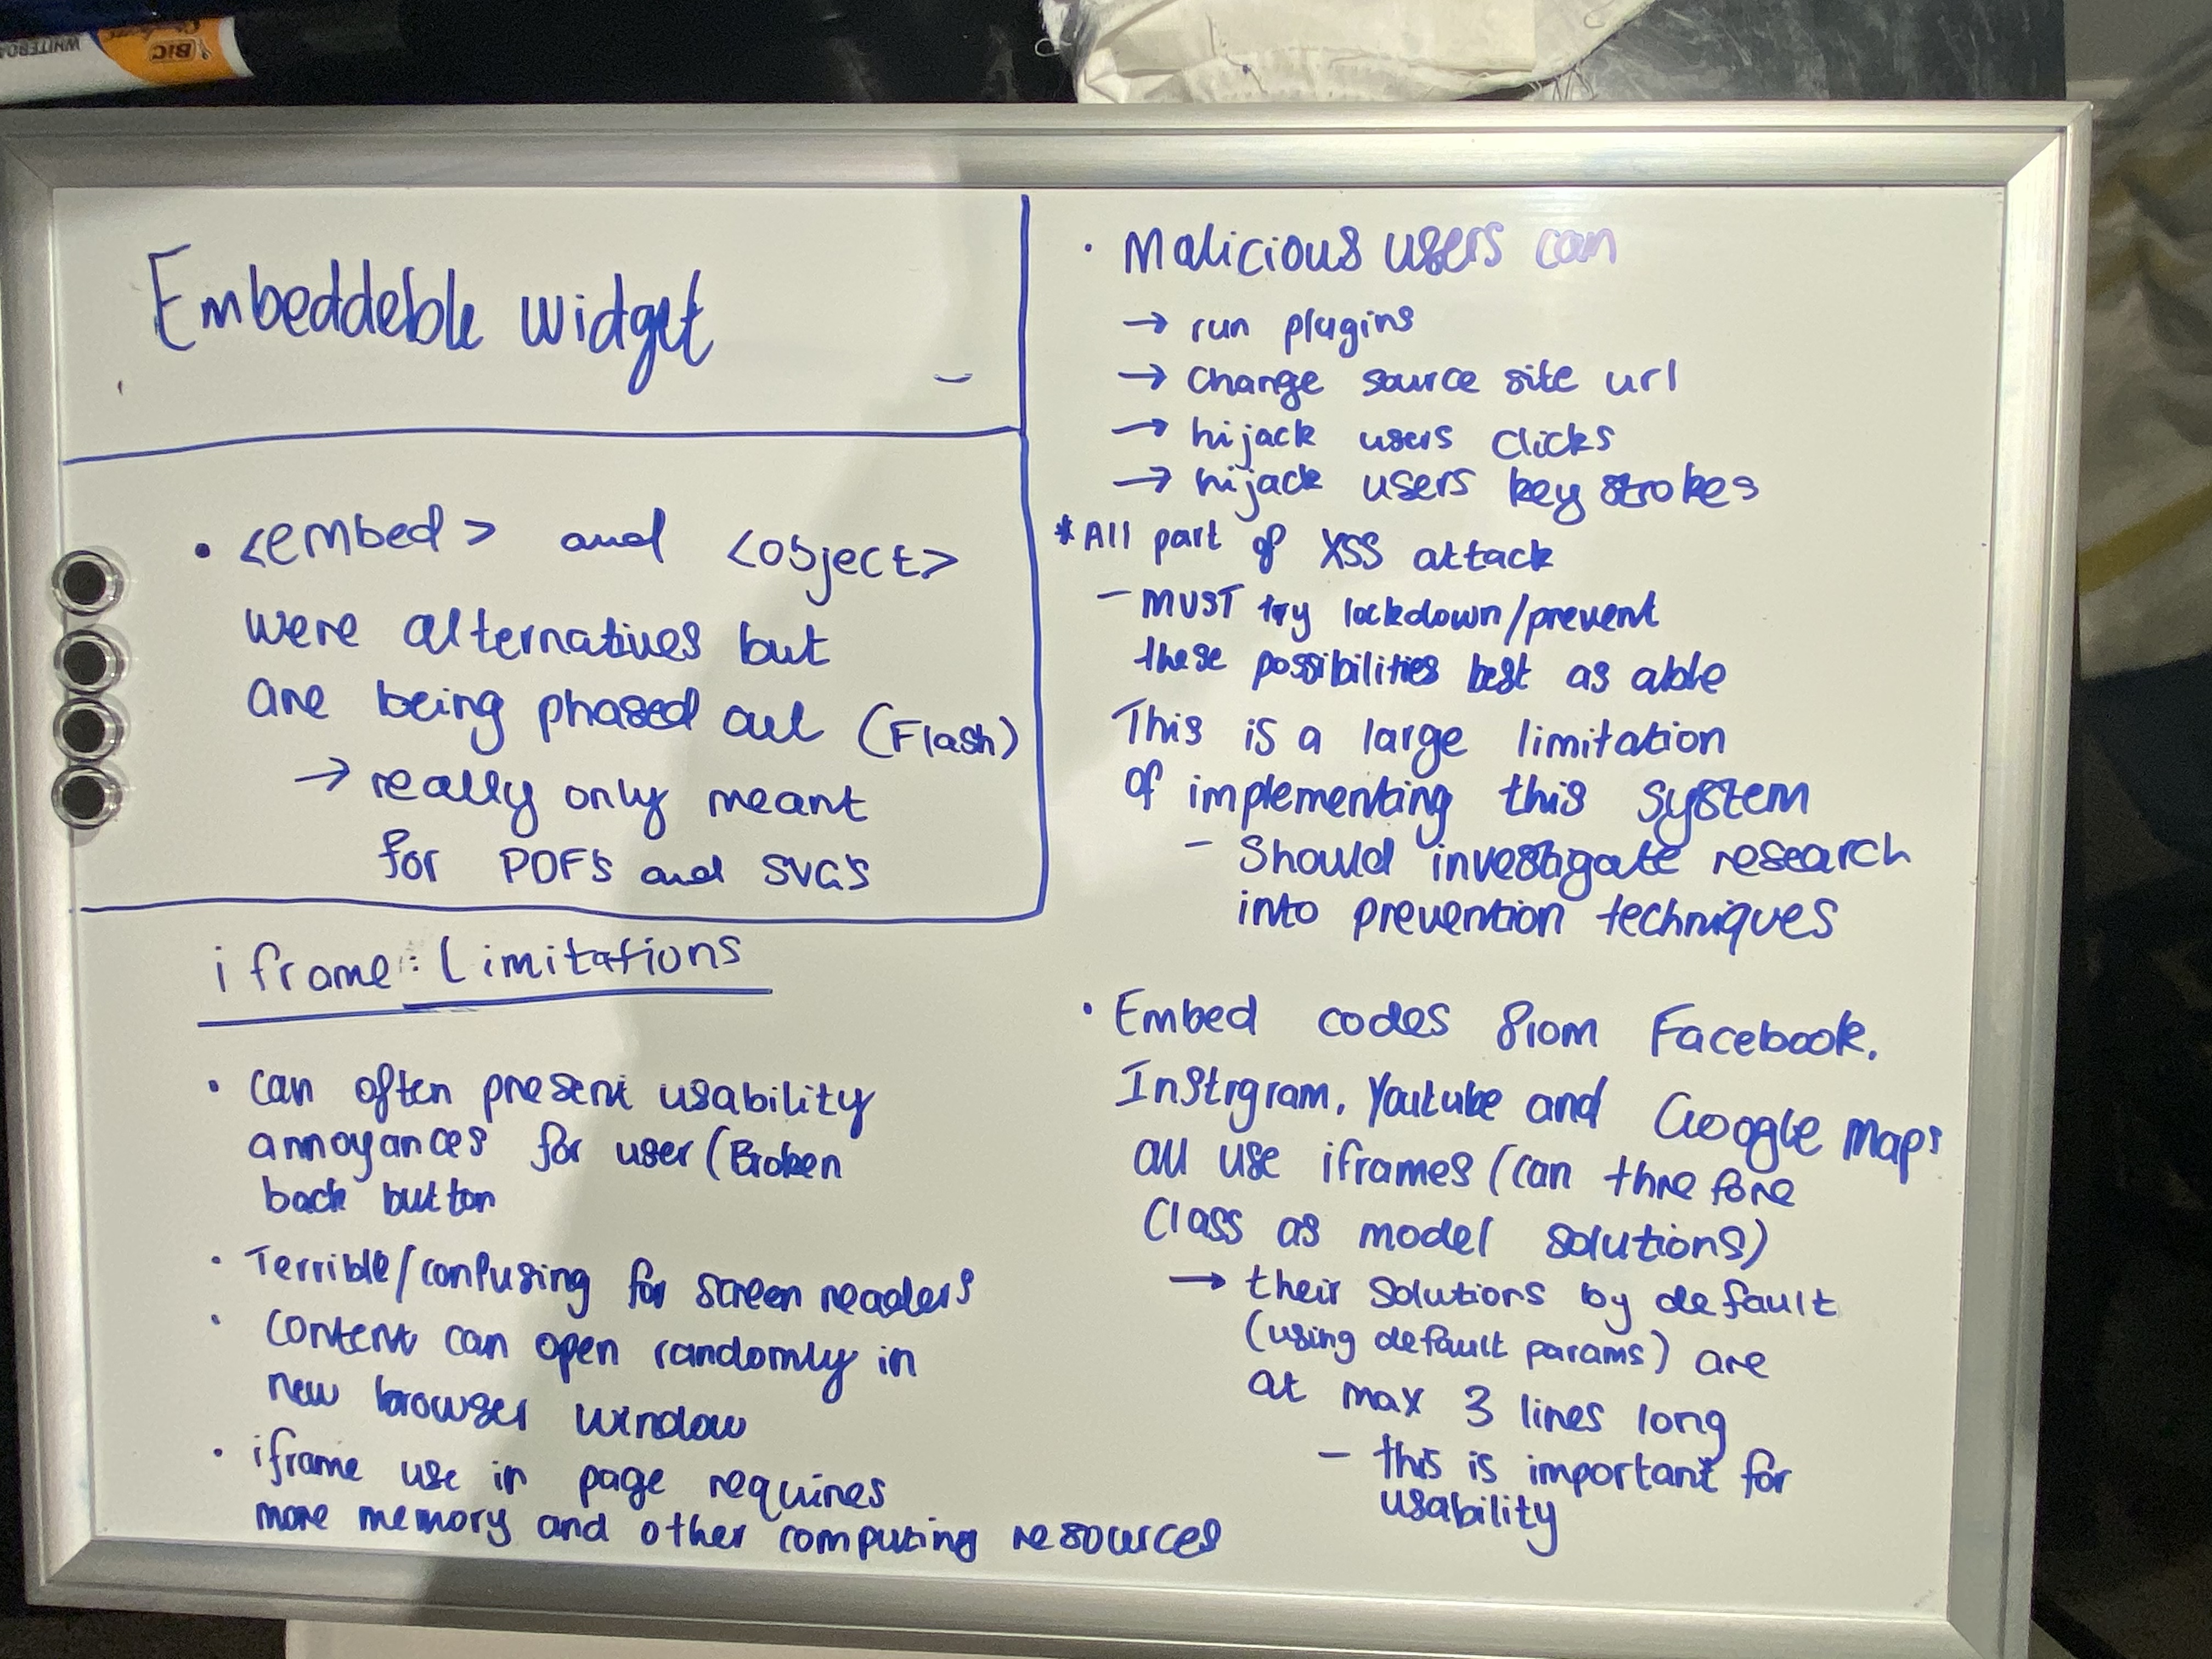 WHITEBO
BIC
Embeddeble widget
• <embed> and <object>
were alternatives but
are being phased out (Flash)
→ really only meant
for PDF's and SVG's
iframe: Limitations
• can often present usability
annoyances for user (Broken
back button
• Terrible/confusing for screen readers
• content can open randomly in
new browser window
• iframe use in page requires
more memory and other computing resources
• Malicious users can
→ run plugins
→ change source site url
→ hijack users clicks
→ hijack users key strokes
* All part of XSS attack
- MUST try lockdown/prevent
these possibilities best as able
This is a large limitation
of implementing this system
- Should investigate research
into prevention techniques
• Embed codes from Facebook,
Instrgram, Youtube and Google Maps
all use iframes (can threfore
class as model solutions)
→ their solutions by default
(using default params) are
at max 3 lines long
- this is important for
usability